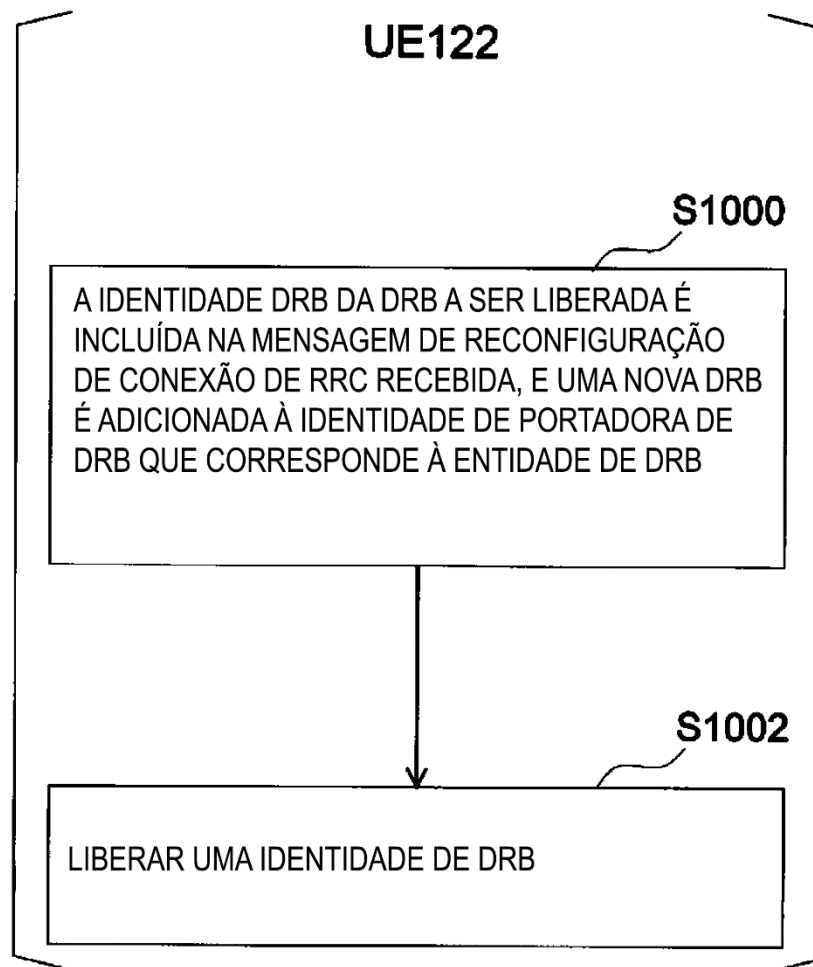 UE122
S1000
A IDENTIDADE DRB DA DRB A SER LIBERADA É
INCLUÍDA NA MENSAGEM DE RECONFIGURAÇÃO
DE CONEXÃO DE RRC RECEBIDA, E UMA NOVA DRB
É ADICIONADA À IDENTIDADE DE PORTADORA DE
DRB QUE CORRESPONDE À ENTIDADE DE DRB
S1002
LIBERAR UMA IDENTIDADE DE DRB